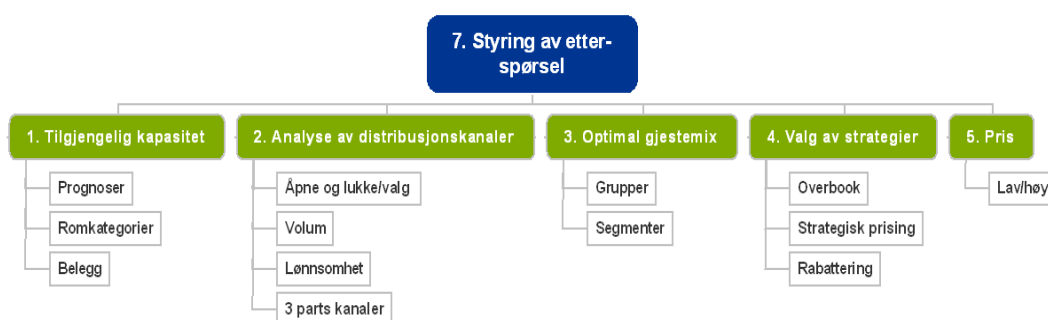 7. Styring av etter-
spørsel
1. Tilgjengelig kapasitet
2. Analyse av distribusjonskanaler
3. Optimal gjestemix
4. Valg av strategier
5. Pris
Prognoser
Romkategorier
Belegg
Åpne og lukke/valg
Volum
Lønnsomhet
3 parts kanaler
Grupper
Segmenter
Overbook
Strategisk prising
Rabattering
Lav/høy